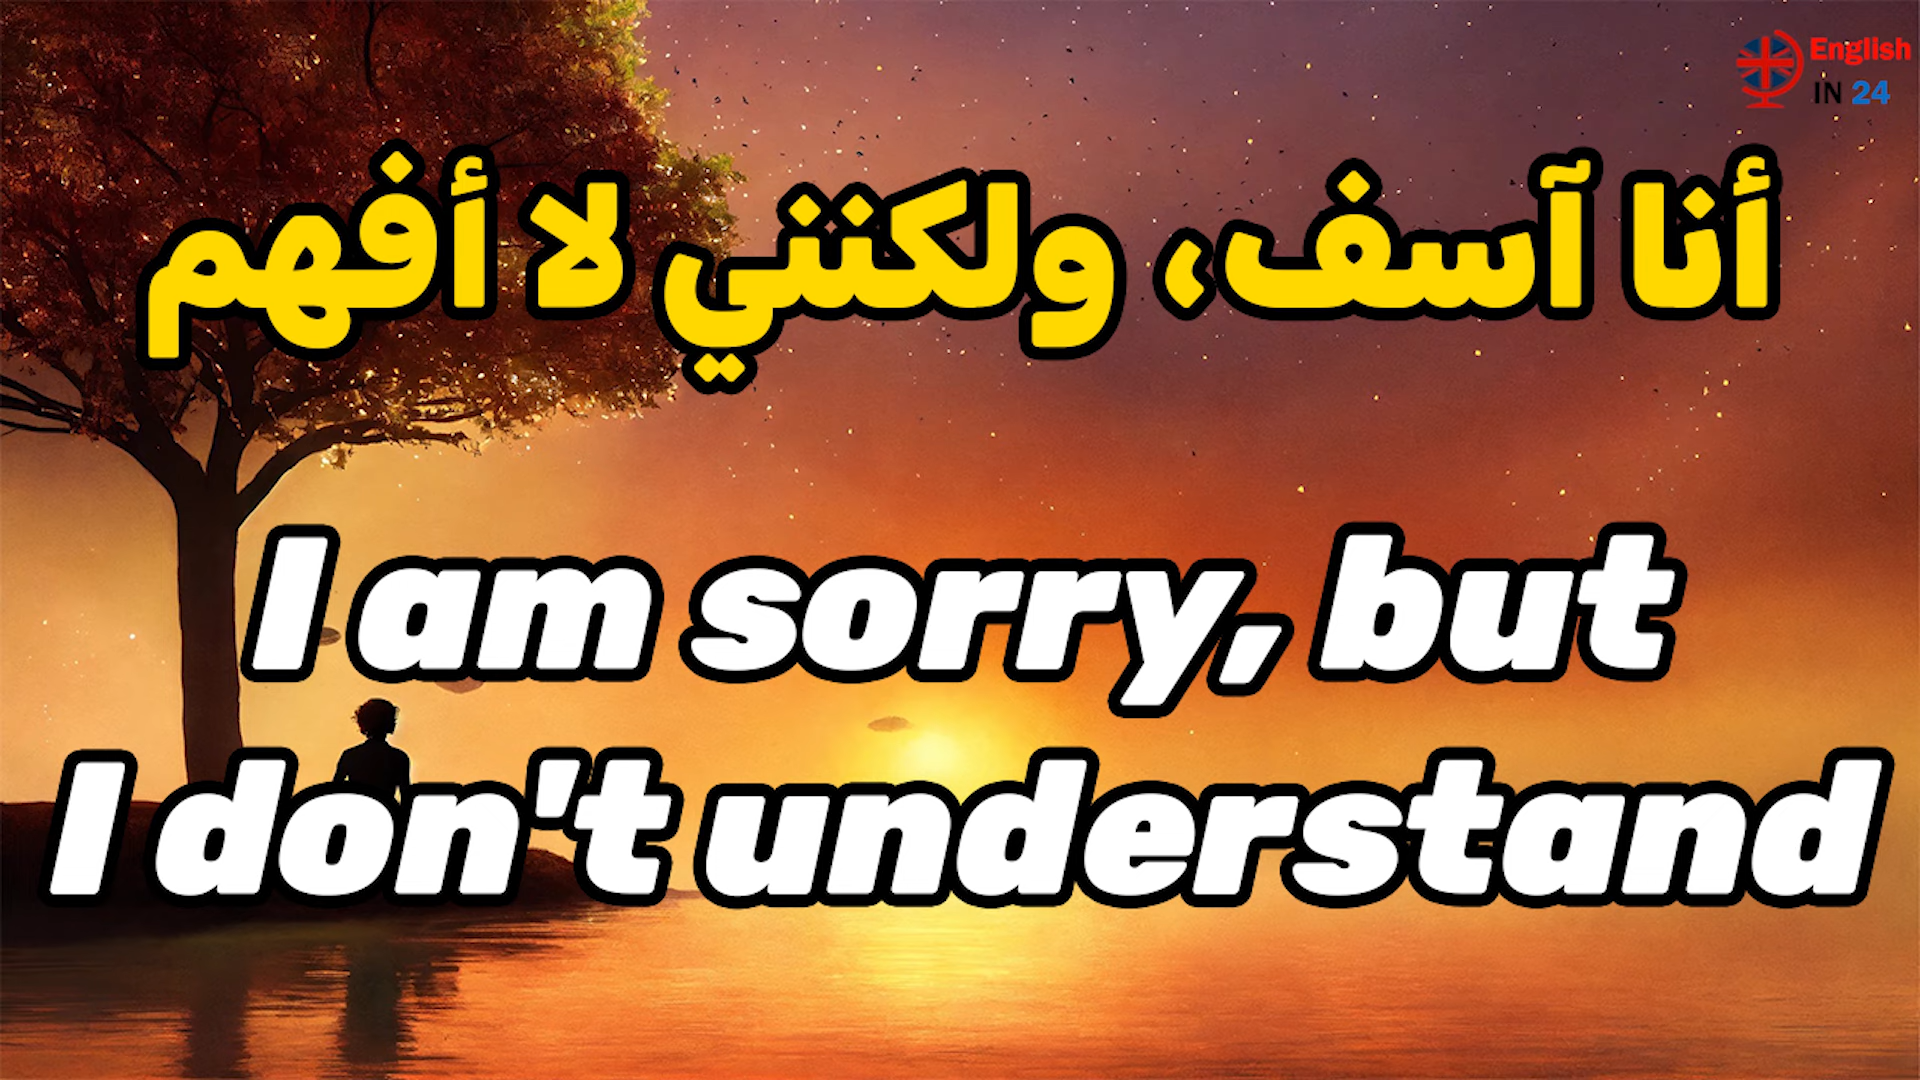 English
IN 24
أنا آسف، ولكنني لا أفهم
I am sorry, but
I don't understand